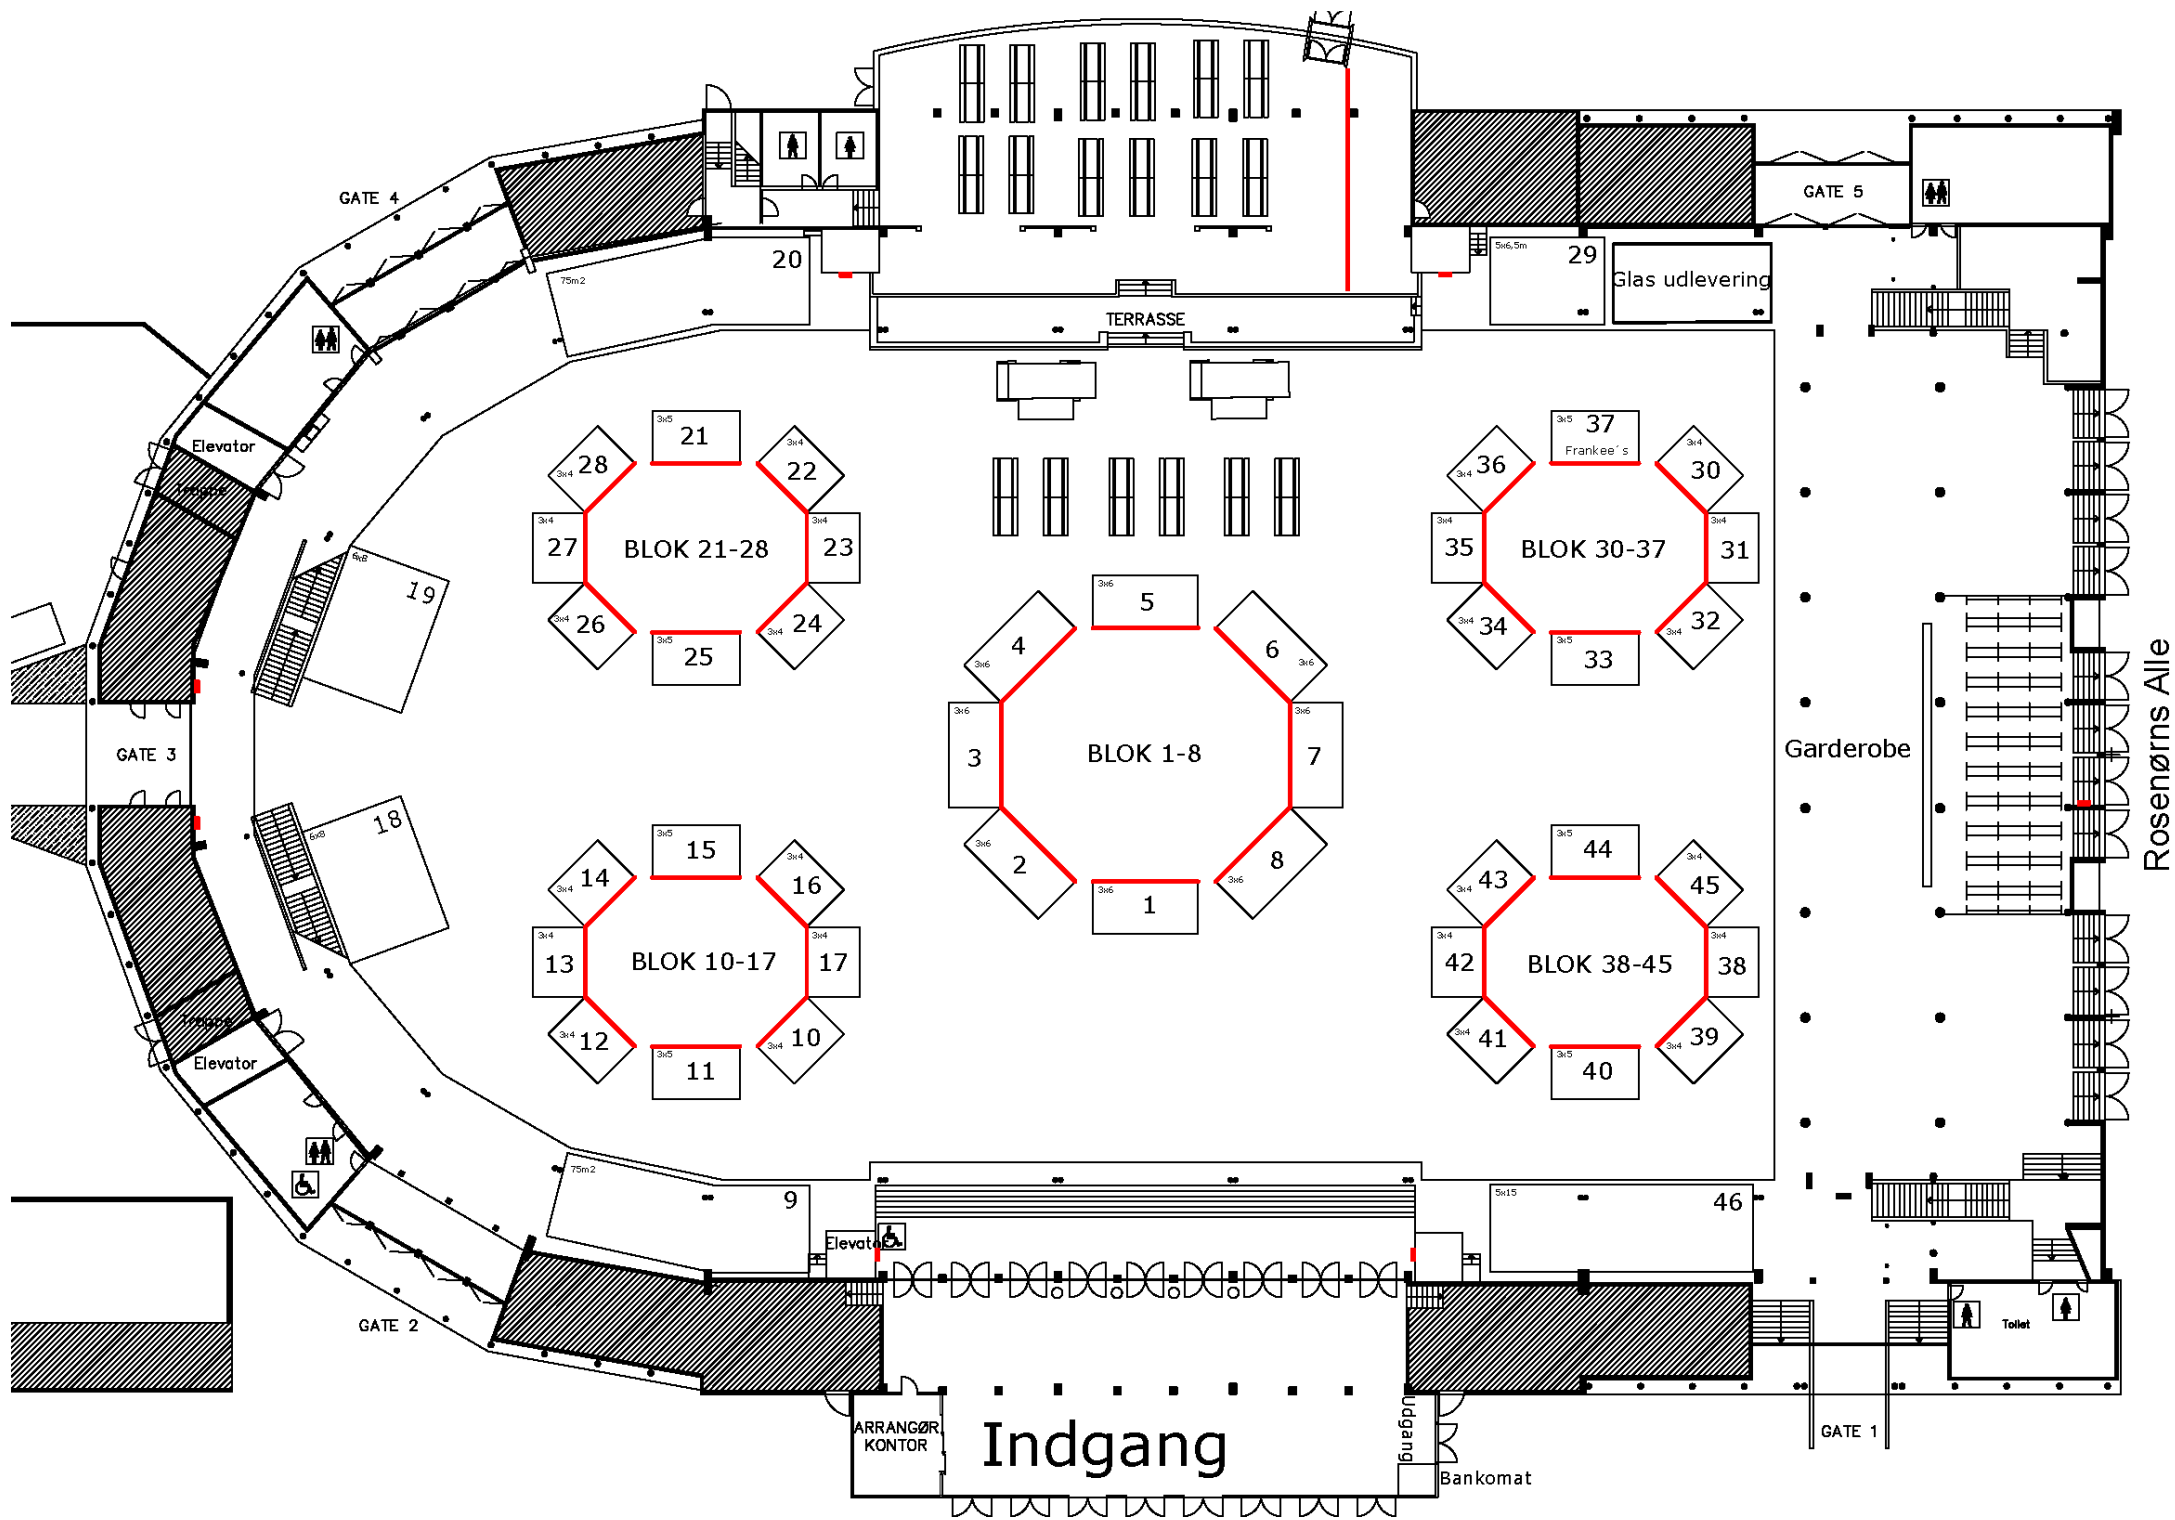 GATE 4
GATE 5
20
75m2
5x6,5m
29
Glas udlevering
TERRASSE
Elevator
Trappe
3x5
21
28
3x4
3x4
22
3x4
27
BLOK 21-28
3x4
23
3x4
26
24
3x4
25
3x5
3x5
37
Frankee´s
36
3x4
3x4
30
3x4
35
BLOK 30-37
3x4
31
3x4
34
32
3x4
3x5
33
6x8
19
3x6
5
4
3x6
6
3x6
3x6
3
BLOK 1-8
3x6
7
3x6
2
8
3x6
3x6
1
GATE 3
Garderobe
Rosenørns Alle
6x8
18
3x5
15
14
3x4
3x4
16
3x4
13
BLOK 10-17
3x4
17
3x4
12
10
3x4
3x5
11
3x5
44
43
3x4
3x4
45
3x4
42
BLOK 38-45
3x4
38
3x4
41
39
3x4
3x5
40
Trappe
Elevator
75m2
9
5x15
46
Elevator
GATE 2
Toilet
ARRANGØR
KONTOR
Indgang
Udgang
Bankomat
GATE 1